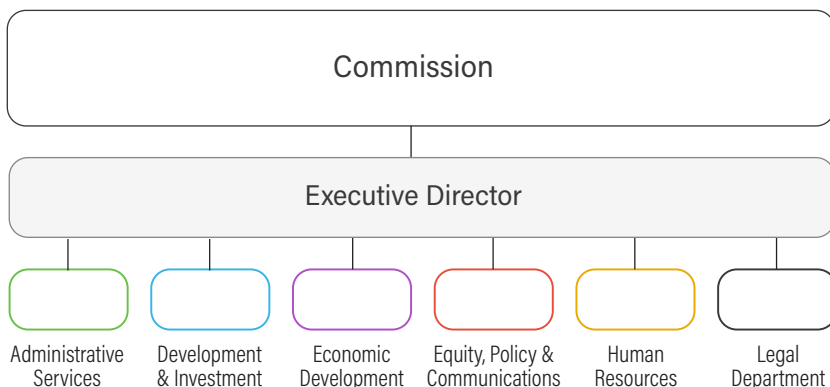 Commission
Executive Director
Administrative
Services
Development
& Investment
Economic
Development
Equity, Policy &
Communications
Human
Resources
Legal
Department